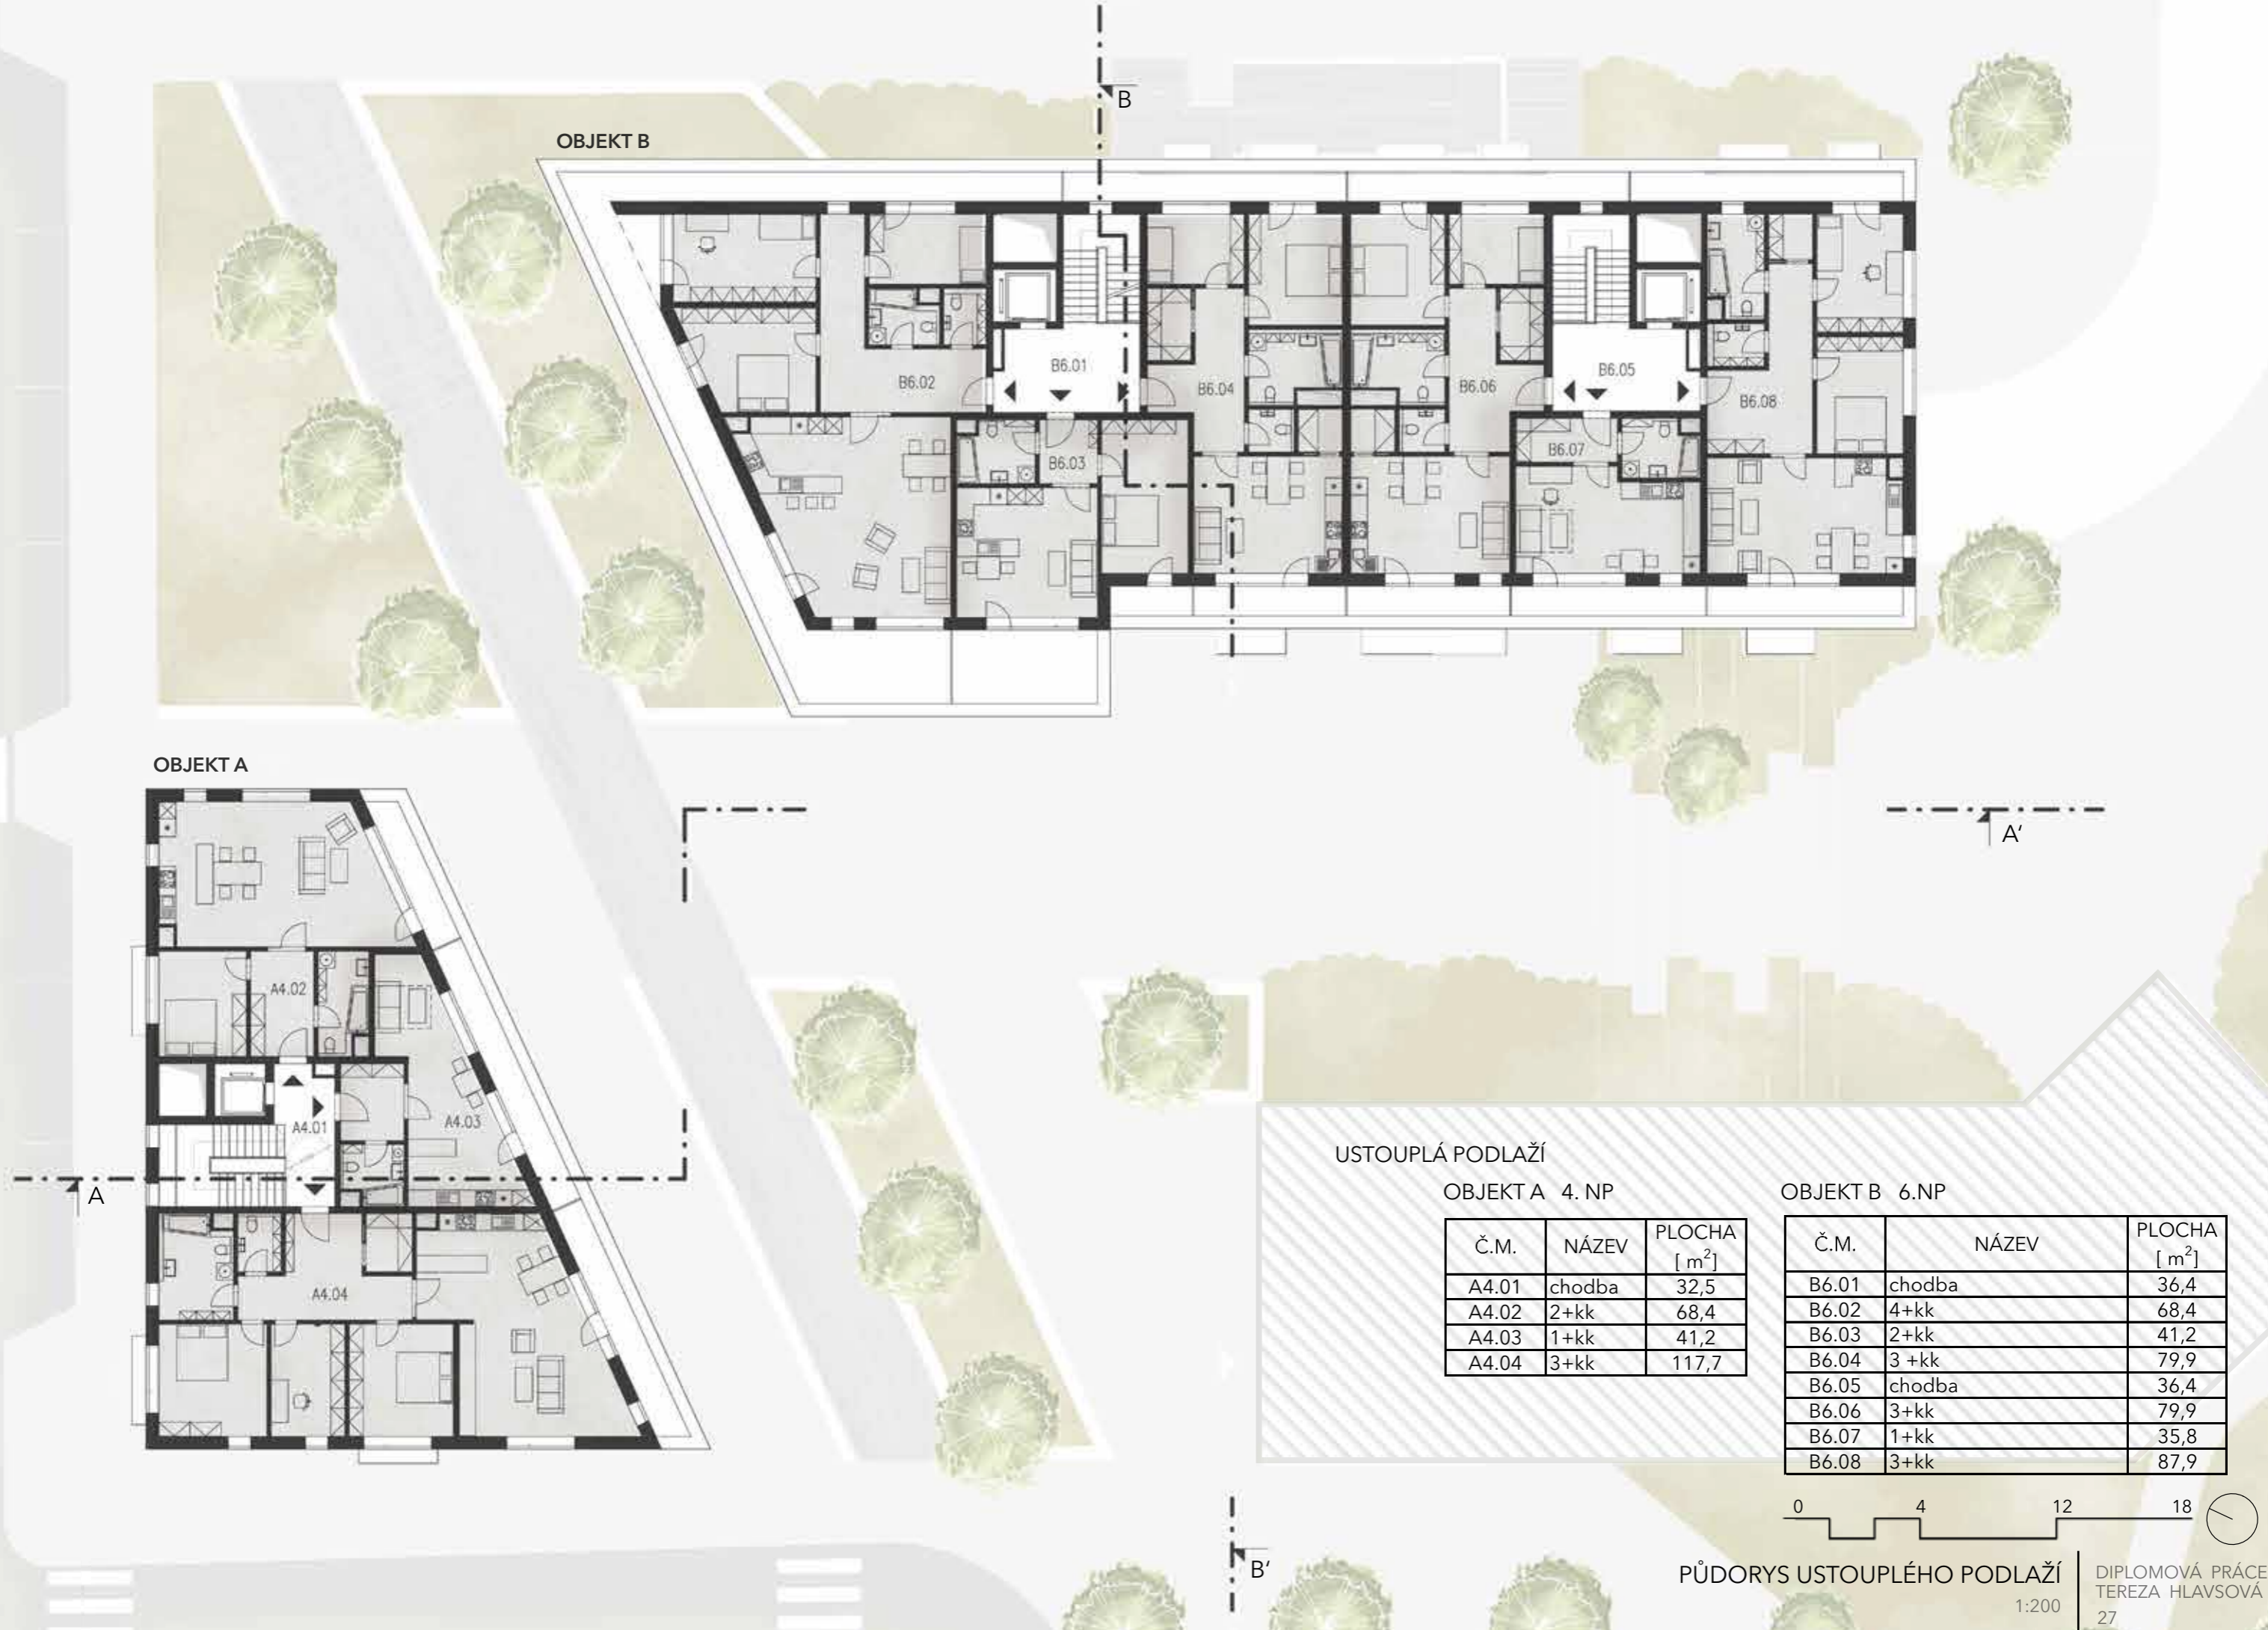 B
OBJEKT B
B6.01
B6.02
B6.03
B6.04
B6.05
B6.06
B6.07
B6.08
OBJEKT A
A'
A4.02
A4.03
A4.01
A
A4.04
USTOUPLÁ PODLAŽÍ
OBJEKT A 4. NP
Č.M. NÁZEV PLOCHA [ m²]
A4.01 chodba 32,5
A4.02 2+kk 68,4
A4.03 1+kk 41,2
A4.04 3+kk 117,7
OBJEKT B 6.NP
Č.M. NÁZEV PLOCHA [ m²]
B6.01 chodba 36,4
B6.02 4+kk 68,4
B6.03 2+kk 41,2
B6.04 3 +kk 79,9
B6.05 chodba 36,4
B6.06 3+kk 79,9
B6.07 1+kk 35,8
B6.08 3+kk 87,9
0 4 12 18
B'
PŮDORYS USTOUPLÉHO PODLAŽÍ
1:200
DIPLOMOVÁ PRÁCE
TEREZA HLAVSOVÁ
27